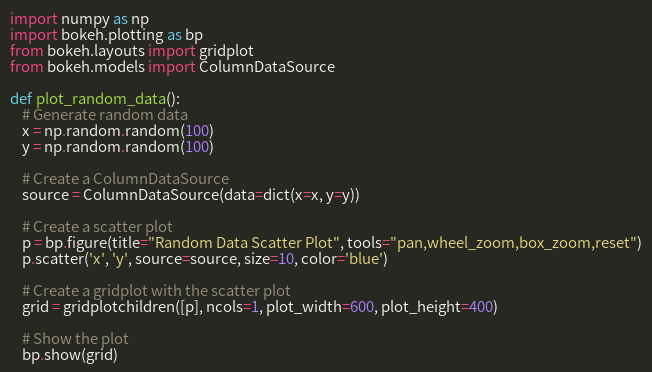 import numpy as np
import bokeh.plotting as bp
from bokeh.layouts import gridplot
from bokeh.models import ColumnDataSource

def plot_random_data():
    # Generate random data
    x = np.random.random(100)
    y = np.random.random(100)

    # Create a ColumnDataSource
    source = ColumnDataSource(data=dict(x=x, y=y))

    # Create a scatter plot
    p = bp.figure(title="Random Data Scatter Plot", tools="pan,wheel_zoom,box_zoom,reset")
    p.scatter('x', 'y', source=source, size=10, color='blue')

    # Create a gridplot with the scatter plot
    grid = gridplotchildren([p], ncols=1, plot_width=600, plot_height=400)

    # Show the plot
    bp.show(grid)